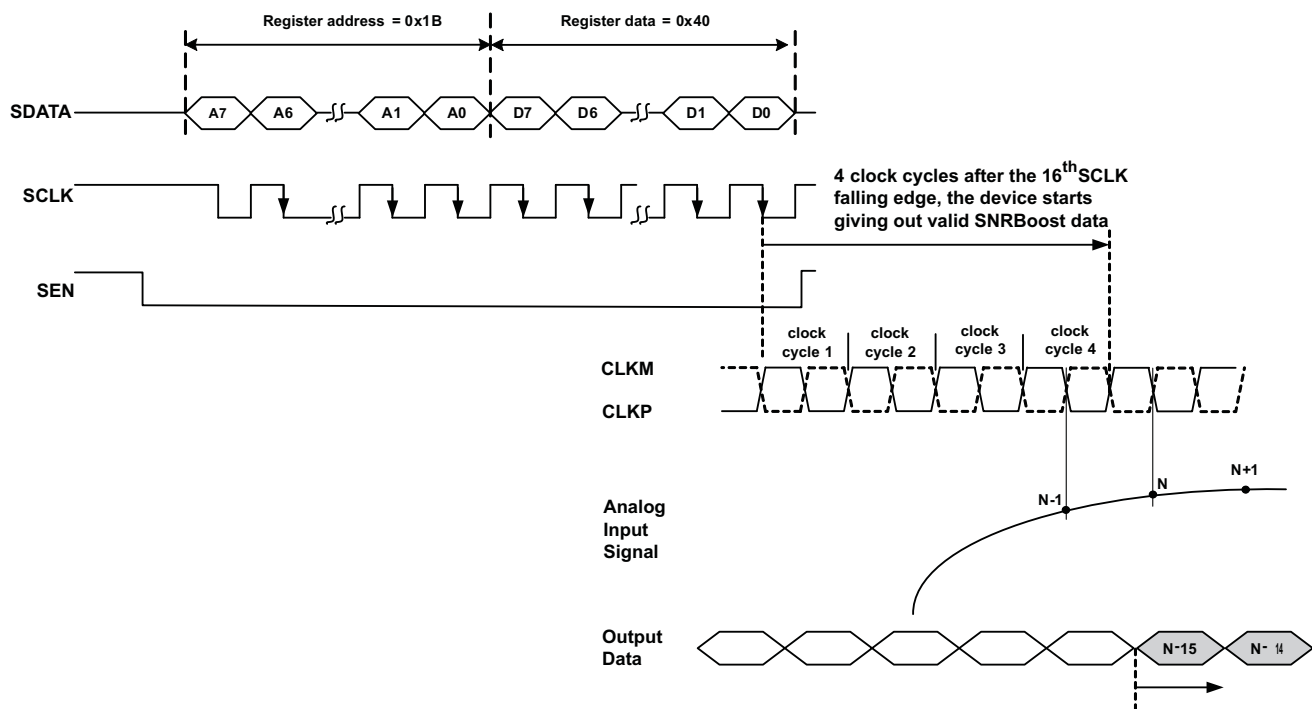 Register address = 0x1B
Register data = 0x40
SDATA
A7
A6
A1
A0
D7
D6
D1
D0
SCLK
4 clock cycles after the 16th SCLK
falling edge, the device starts
giving out valid SNRBoost data
SEN
clock
cycle 1
clock
cycle 2
clock
cycle 3
clock
cycle 4
CLKM
CLKP
Analog
Input
Signal
N-1
N
N+1
Output
Data
N-15
N- 14